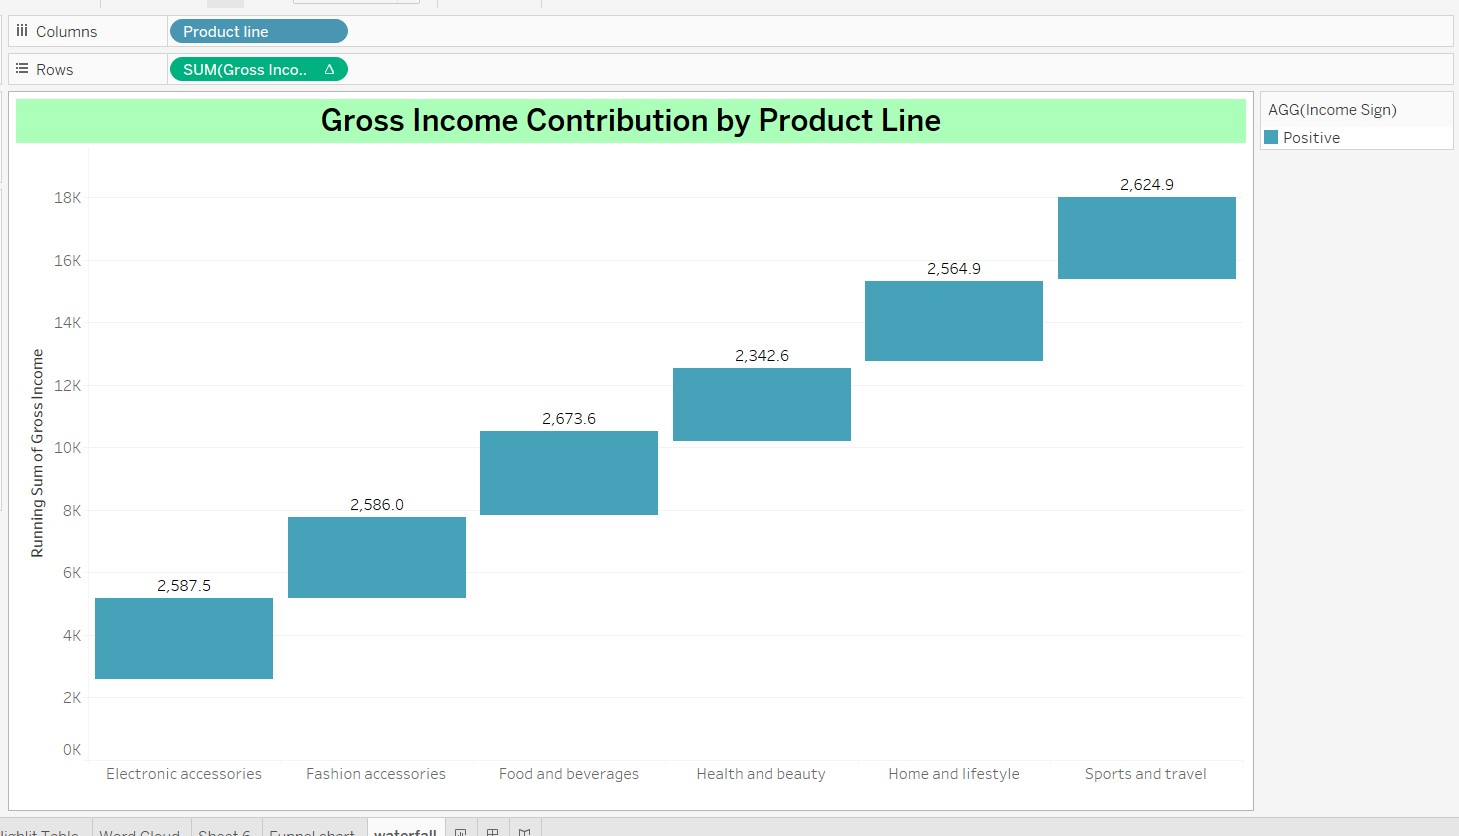 Columns
Product line
Rows
SUM(Gross Inco..
Gross Income Contribution by Product Line
AGG(Income Sign)
Positive
2,624.9
18K
16K
2,564.9
14K
2,342.6
12K
2,673.6
10K
2,586.0
8K
Running Sum of Gross Income
6K
2,587.5
4K
2K
0K
Electronic accessories Fashion accessories Food and beverages Health and beauty Home and lifestyle Sports and travel
Table Word Cloud Sheet 6 Funnel chart waterfall